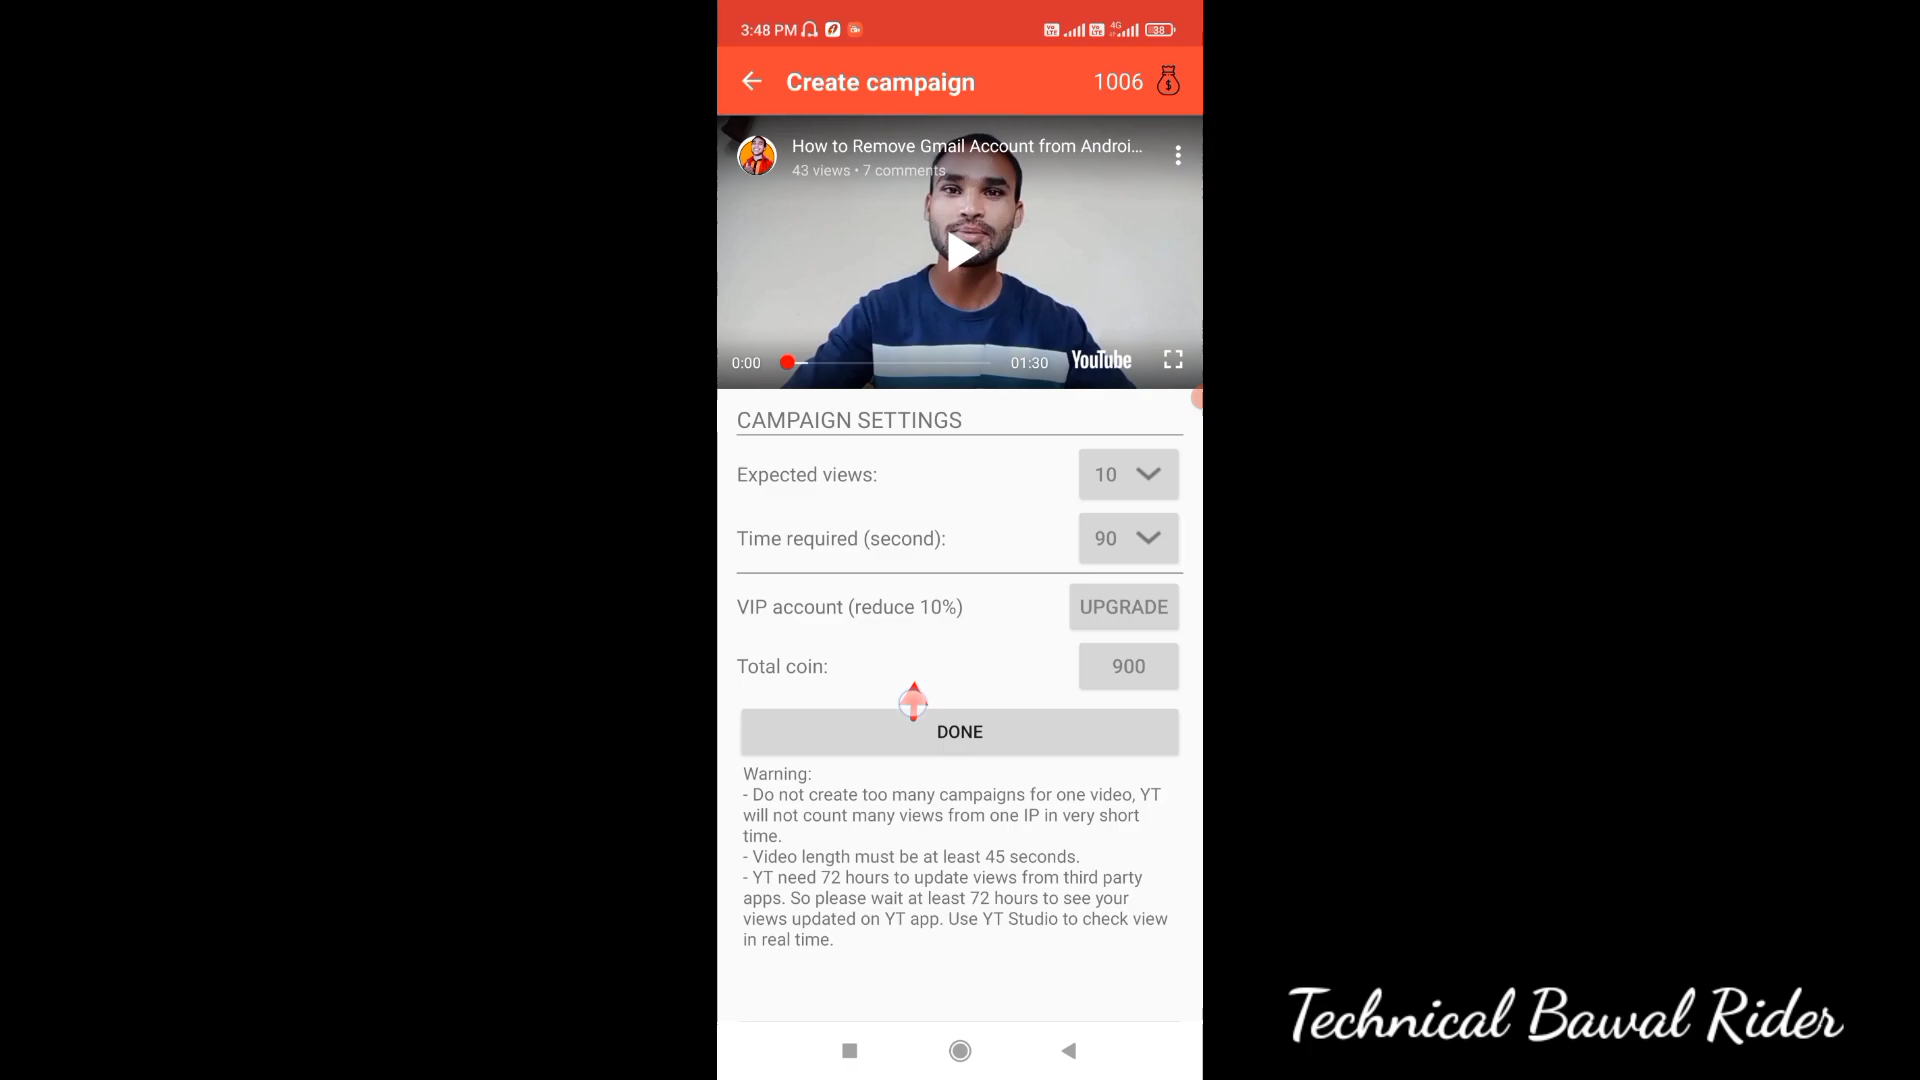 3:48 PM
4G
38
Create campaign
1006
How to Remove Gmail Account from Androi...
43 views • 7 comments
0:00
01:30
YouTube
CAMPAIGN SETTINGS
Expected views:
10
Time required (second):
90
VIP account (reduce 10%)
UPGRADE
Total coin:
900
DONE
Warning:
- Do not create too many campaigns for one video, YT
will not count many views from one IP in very short
time.
- Video length must be at least 45 seconds.
- YT need 72 hours to update views from third party
apps. So please wait at least 72 hours to see your
views updated on YT app. Use YT Studio to check view
in real time.
Technical Bawal Rider